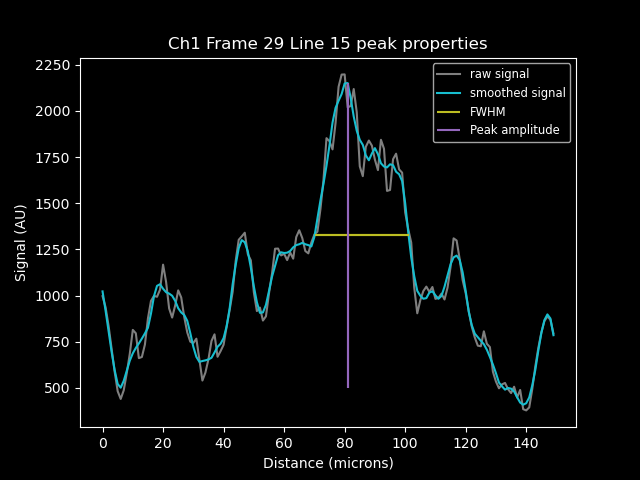 Ch1 Frame 29 Line 15 peak properties
raw signal
smoothed signal
FWHM
Peak amplitude
Signal (AU)
2250
2000
1750
1500
1250
1000
750
500
0 20 40 60 80 100 120 140
Distance (microns)